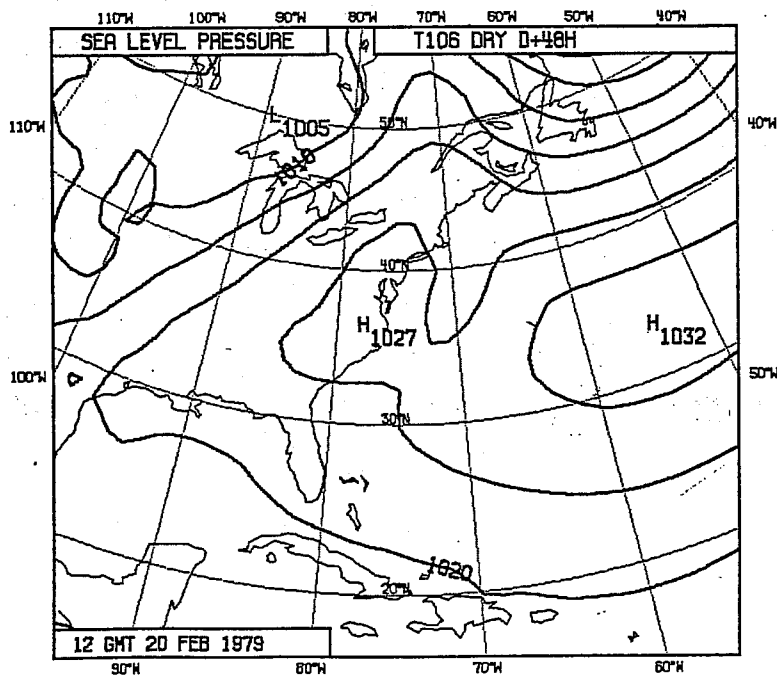 110°W 100°W 90°W 80°W 70°W 60°W 50°W 40°W
SEA LEVEL PRESSURE T106 DRY D+48H
110°W
L 1005
50°N
40°W
1010
40°N
H 1027
H 1032
100°W
50°W
30°N
1020
20°N
12 GMT 20 FEB 1979
90°W 80°W 70°W 60°W